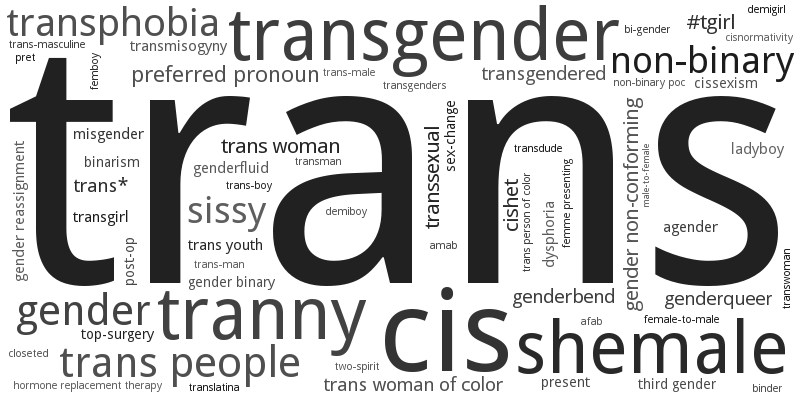 transphobia
transgender
#tgirl
demigirl
bi-gender
cisnormativity
trans-masculine
transmisogyny
pret
femboy
preferred pronoun
trans-male
transgenders
transgendered
non-binary
non-binary poc
cissexism
trans
misgender
binarism
trans*
transgirl
gender reassignment
post-op
trans woman
genderfluid
transman
trans-boy
sissy
demiboy
trans youth
trans-man
gender binary
transsexual
sex-change
amab
cishet
transdude
trans person of color
dysphoria
femme presenting
gender non-conforming
male-to-female
ladyboy
agender
transwoman
gender
tranny
cis
genderbend
genderqueer
top-surgery
afab
female-to-male
shemale
closeted
trans people
two-spirit
hormone replacement therapy
translatina
trans woman of color
present
third gender
binder